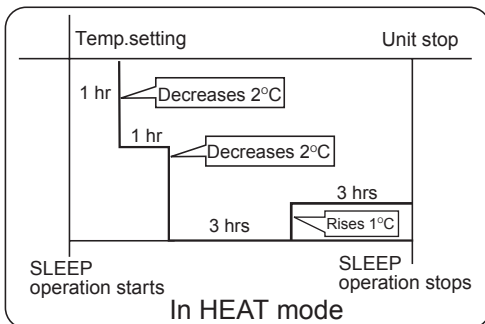 Temp.setting
Unit stop
1 hr
Decreases 2°C
1 hr
Decreases 2°C
3 hrs
3 hrs
Rises 1°C
SLEEP
operation starts
SLEEP
operation stops
In HEAT mode